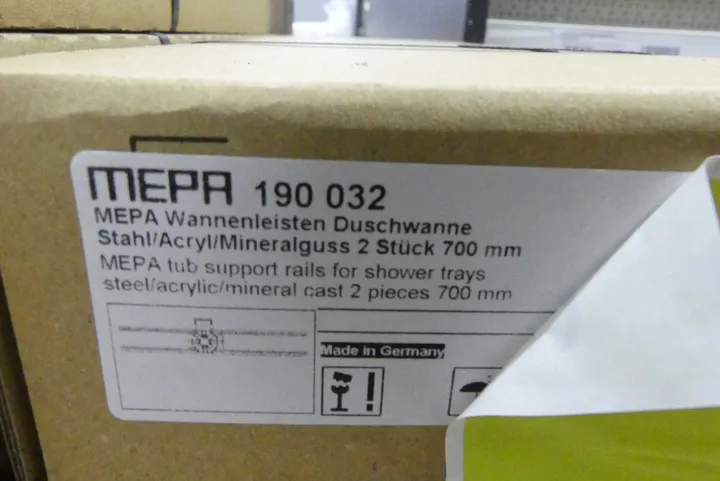 MEPA 190 032
MEPA Wannenleisten Duschwanne
Stahl/Acryl/Mineralguss 2 Stück 700 mm
MEPA tub support rails for shower trays
steel/acrylic/mineral cast 2 pieces 700 mm
Made in Germany